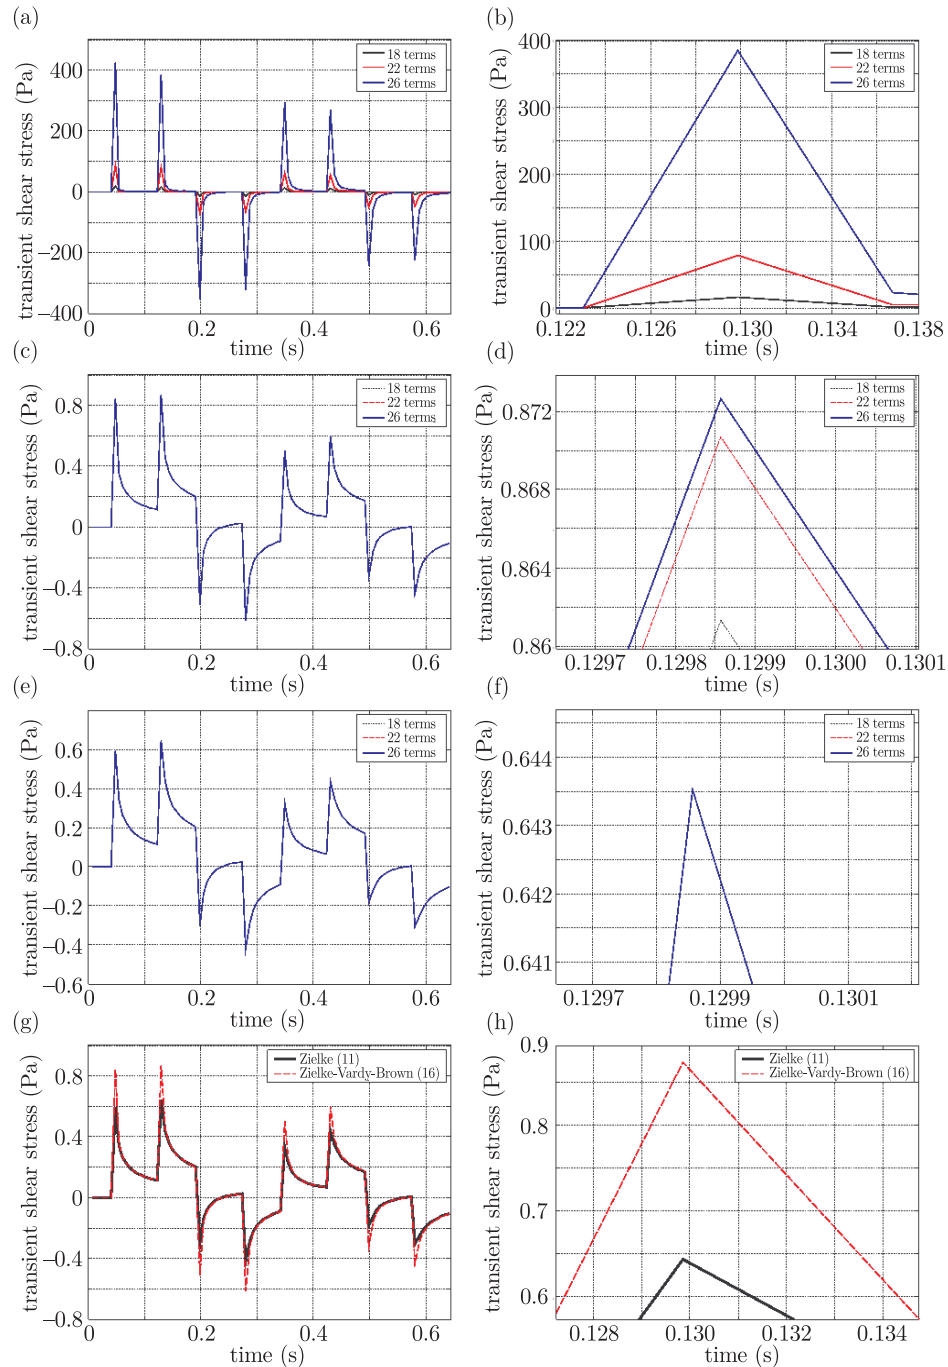 (a)
transient shear stress (Pa)
400
200
0
−200
−400
18 terms
22 terms
26 terms
0
0.2
0.4
0.6
time (s)
(b)
transient shear stress (Pa)
400
300
200
100
0
18 terms
22 terms
26 terms
0.122
0.126
0.130
0.134
0.138
time (s)
(c)
transient shear stress (Pa)
0.8
0.4
0
−0.4
−0.8
18 terms
22 terms
26 terms
0
0.2
0.4
0.6
time (s)
(d)
transient shear stress (Pa)
0.872
0.868
0.864
0.86
18 terms
22 terms
26 terms
0.1297
0.1298
0.1299
0.1300
0.1301
time (s)
(e)
transient shear stress (Pa)
0.6
0.4
0.2
0
−0.2
−0.4
−0.6
18 terms
22 terms
26 terms
0
0.2
0.4
0.6
time (s)
(f)
transient shear stress (Pa)
0.644
0.643
0.642
0.641
18 terms
22 terms
26 terms
0.1297
0.1299
0.1301
time (s)
(g)
transient shear stress (Pa)
0.8
0.4
0
−0.4
−0.8
Zielke (11)
Zielke-Vardy-Brown (16)
0
0.2
0.4
0.6
time (s)
(h)
transient shear stress (Pa)
0.9
0.8
0.7
0.6
Zielke (11)
Zielke-Vardy-Brown (16)
0.128
0.130
0.132
0.134
time (s)